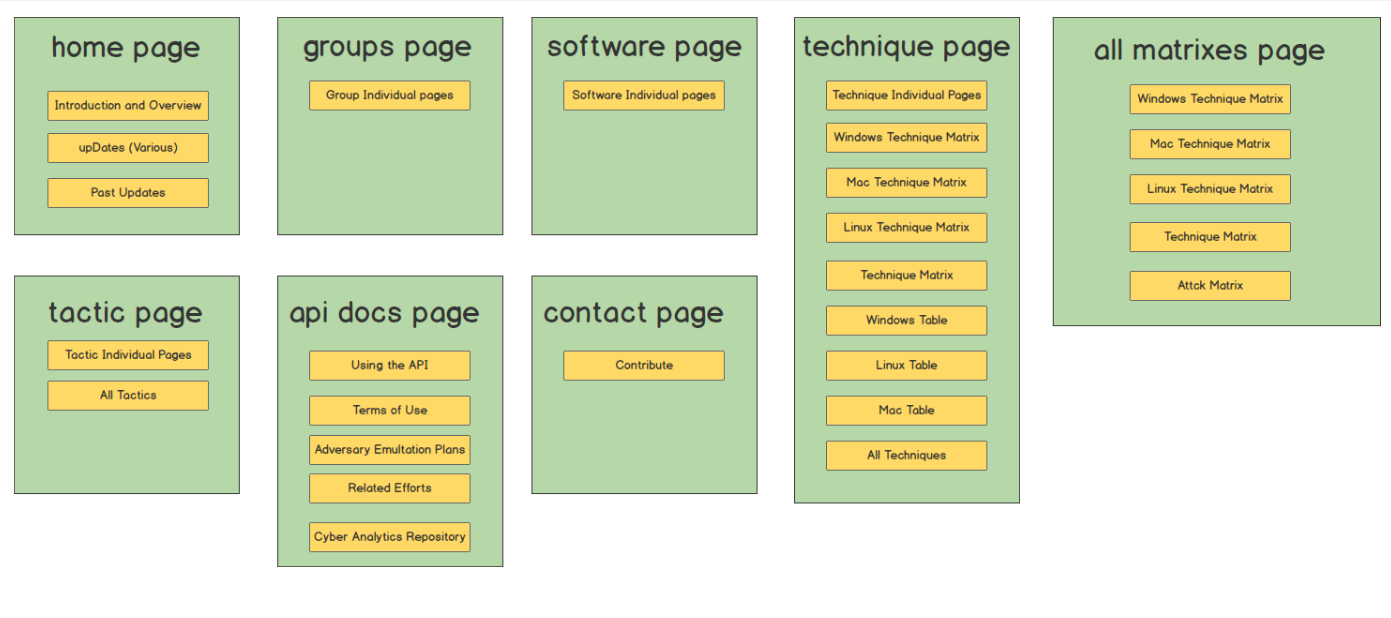 home page
Introduction and Overview
upDates (Various)
Past Updates
groups page
Group Individual pages
software page
Software Individual pages
technique page
Technique Individual Pages
Windows Technique Matrix
Mac Technique Matrix
Linux Technique Matrix
Technique Matrix
Windows Table
Linux Table
Mac Table
All Techniques
all matrixes page
Windows Technique Matrix
Mac Technique Matrix
Linux Technique Matrix
Technique Matrix
Attck Matrix
tactic page
Tactic Individual Pages
All Tactics
api docs page
Using the API
Terms of Use
Adversary Emultation Plans
Related Efforts
Cyber Analytics Repository
contact page
Contribute